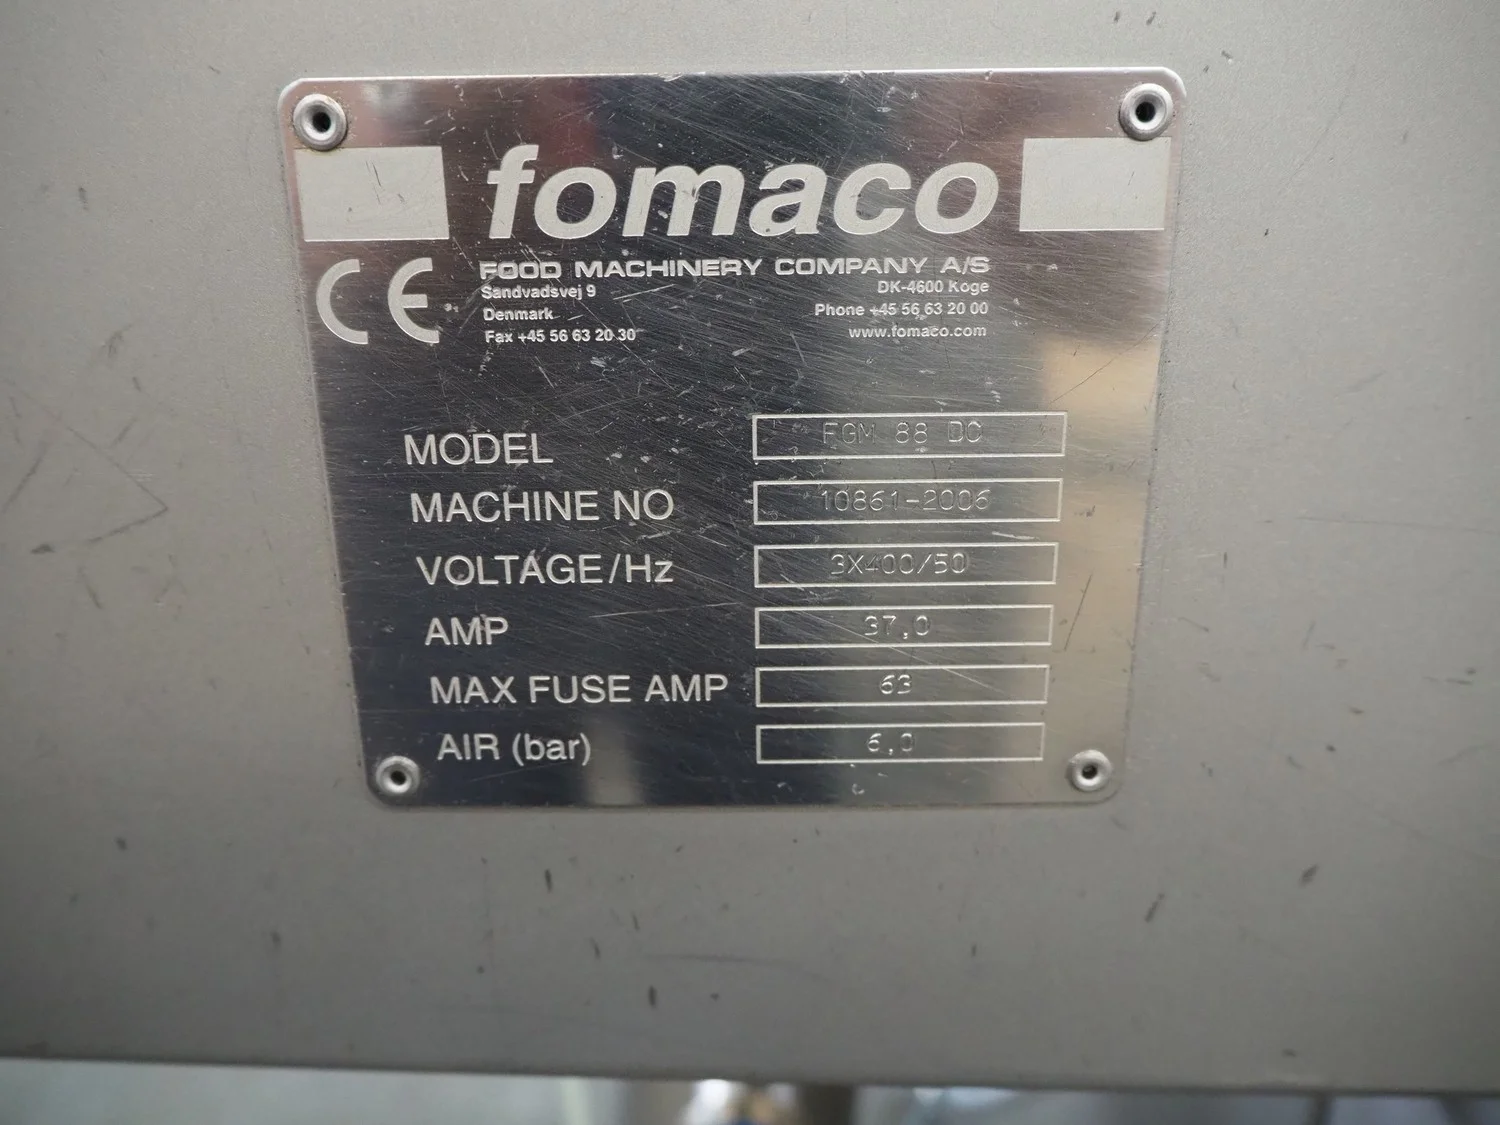 fomaco
CE
FOOD MACHINERY COMPANY A/S
Sandvadsvej 9 DK-4600 Koge
Denmark Phone +45 56 63 20 00
Fax +45 56 63 20 30 www.fomaco.com
MODEL FGM 88 DC
MACHINE NO 10861-2006
VOLTAGE/Hz 3X400/50
AMP 37,0
MAX FUSE AMP 63
AIR (bar) 6,0